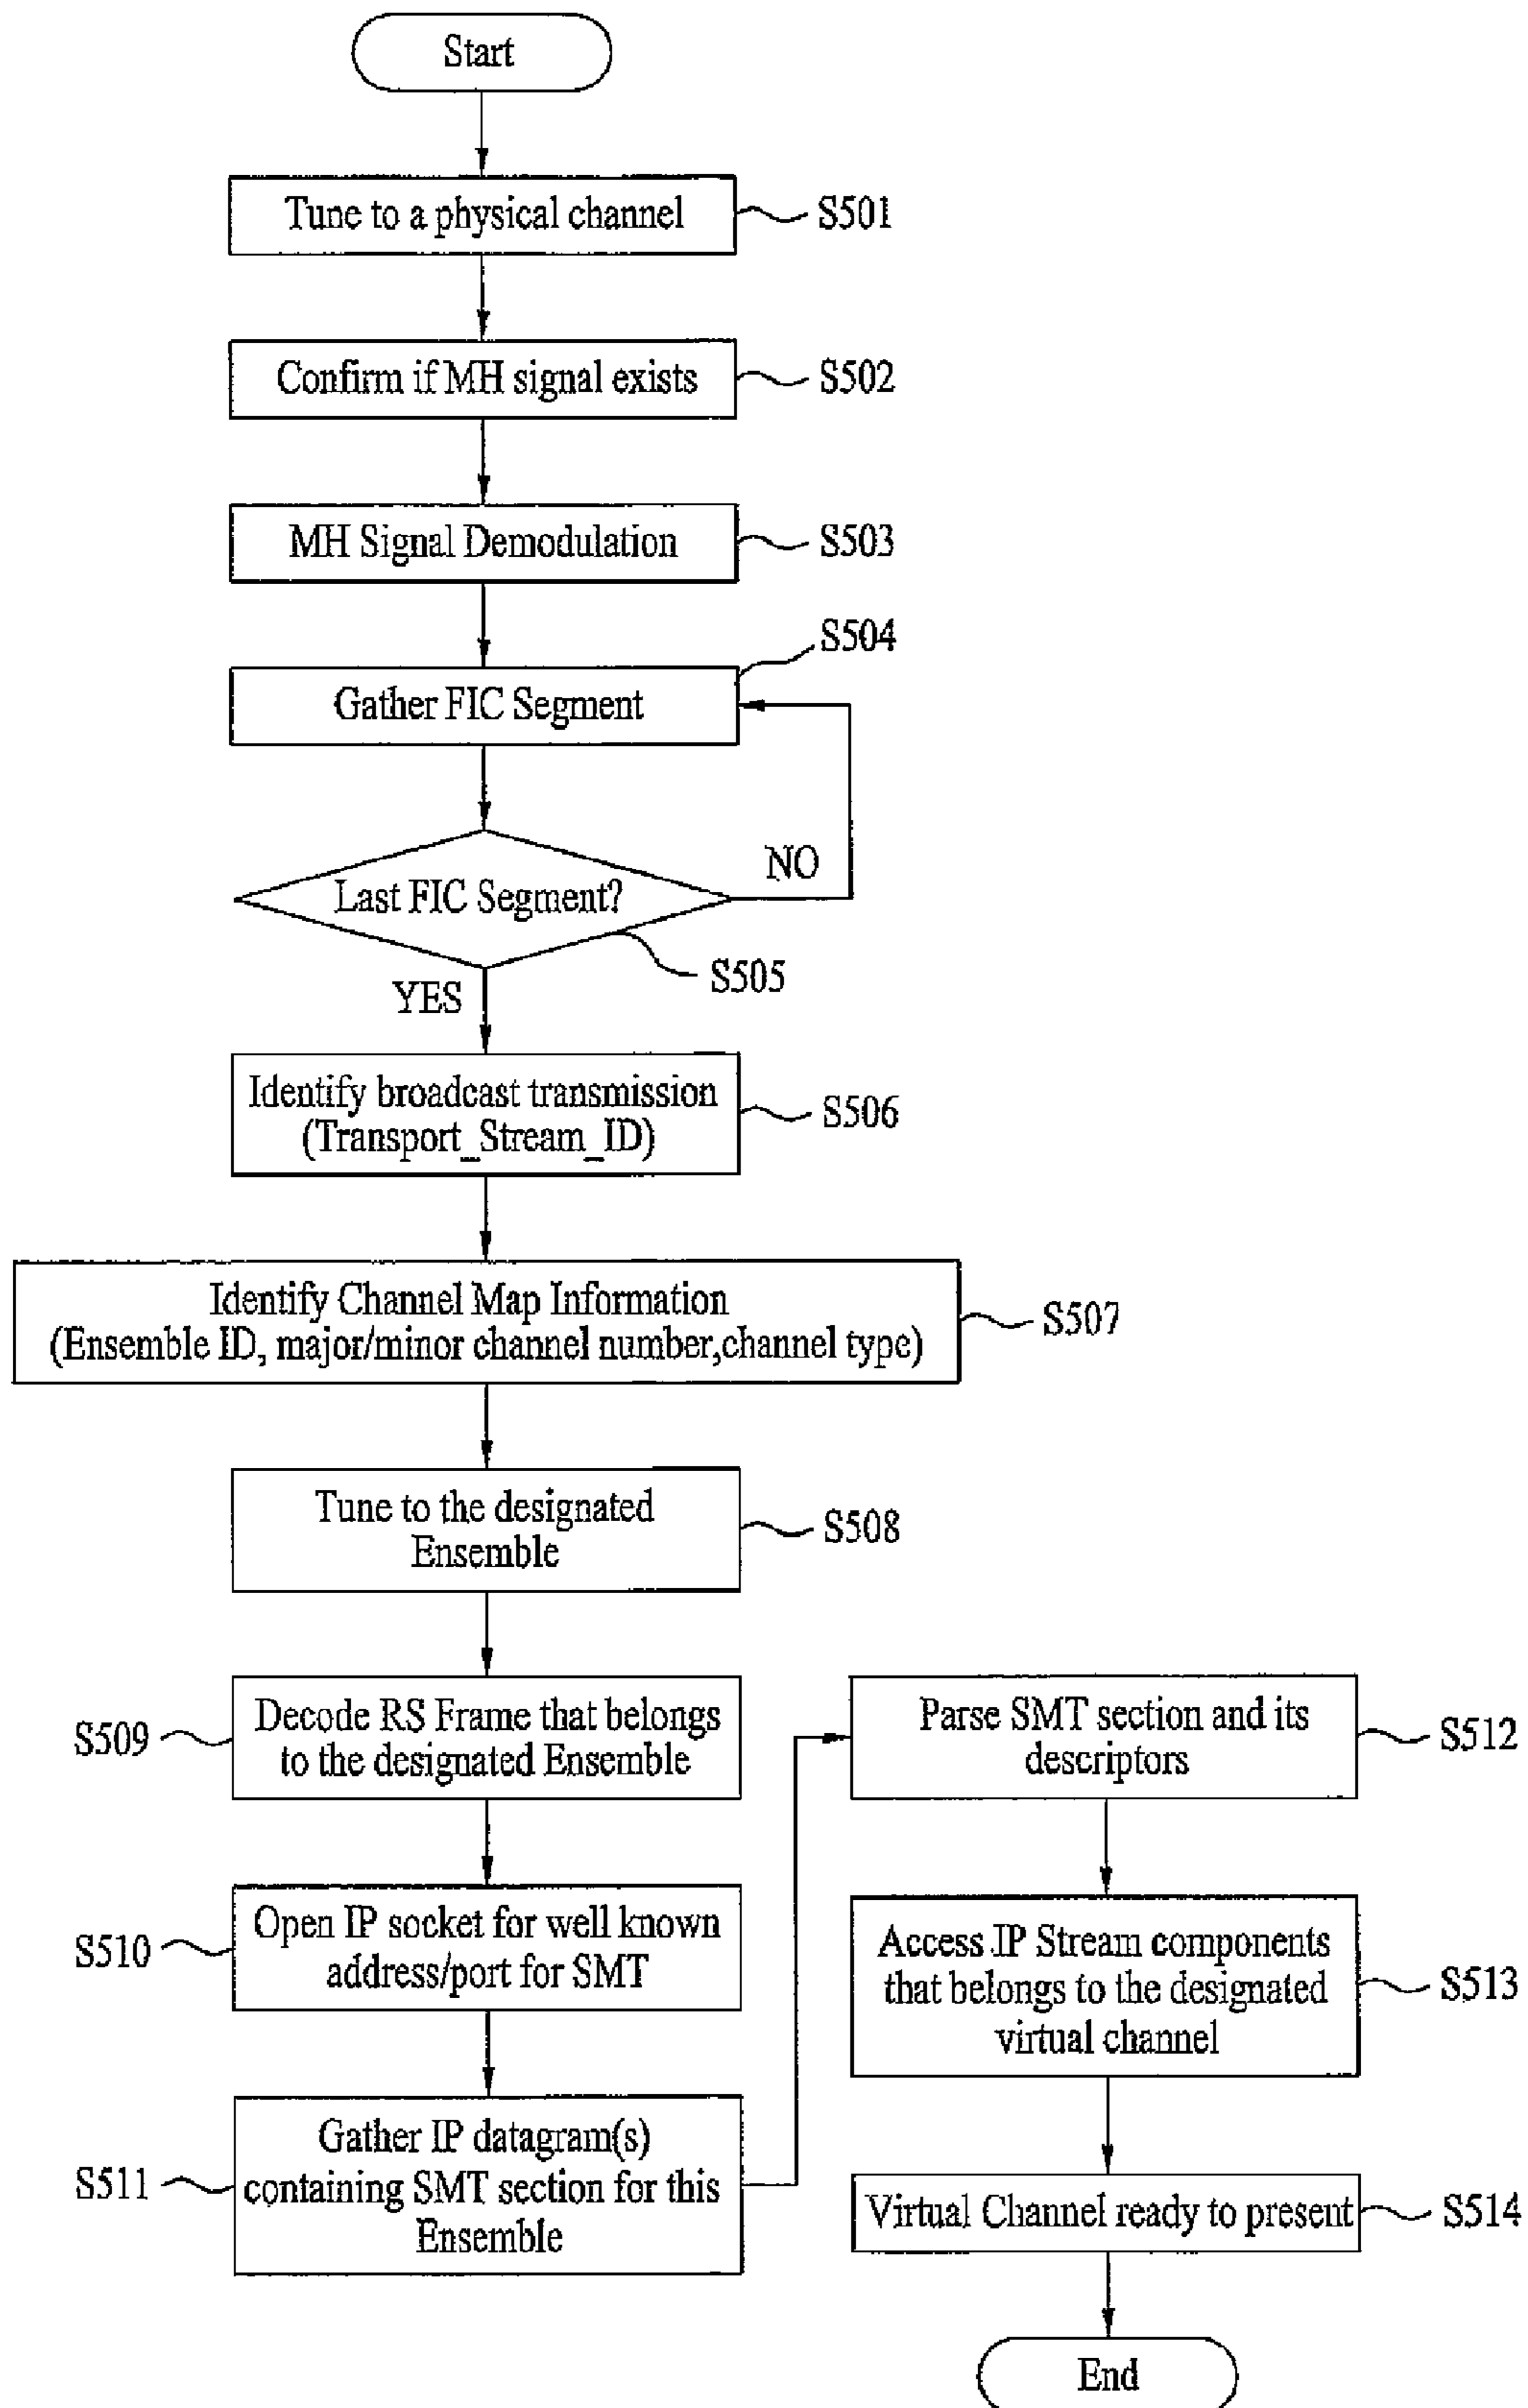 Start
Tune to a physical channel
S501
Confirm if MH signal exists
S502
MH Signal Demodulation
S503
S504
Gather FIC Segment
NO
Last FIC Segment?
S505
YES
Identify broadcast transmission
(Transport_Stream_ID)
S506
Identify Channel Map Information
(Ensemble ID, major/minor channel number,channel type)
S507
Tune to the designated
Ensemble
S508
S509
Decode RS Frame that belongs
to the designated Ensemble
S510
Open IP socket for well known
address/port for SMT
S511
Gather IP datagram(s)
containing SMT section for this
Ensemble
Parse SMT section and its
descriptors
S512
Access IP Stream components
that belongs to the designated
virtual channel
S513
Virtual Channel ready to present
S514
End